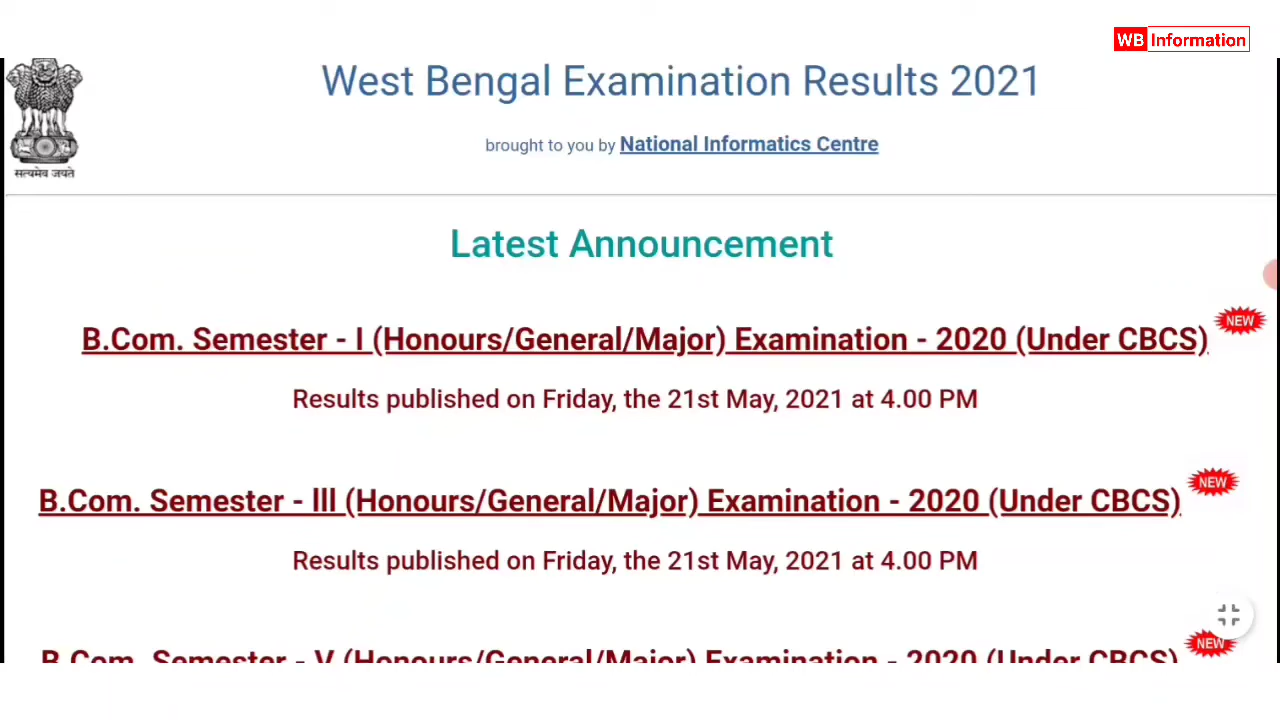 WB Information
West Bengal Examination Results 2021
brought to you by National Informatics Centre
सत्यमेव जयते
Latest Announcement
B.Com. Semester - I (Honours/General/Major) Examination - 2020 (Under CBCS)
NEW
Results published on Friday, the 21st May, 2021 at 4.00 PM
B.Com. Semester - lll (Honours/General/Major) Examination - 2020 (Under CBCS)
NEW
Results published on Friday, the 21st May, 2021 at 4.00 PM
B.Com. Semester - V (Honours/General/Major) Examination - 2020 (Under CBCS)
NEW